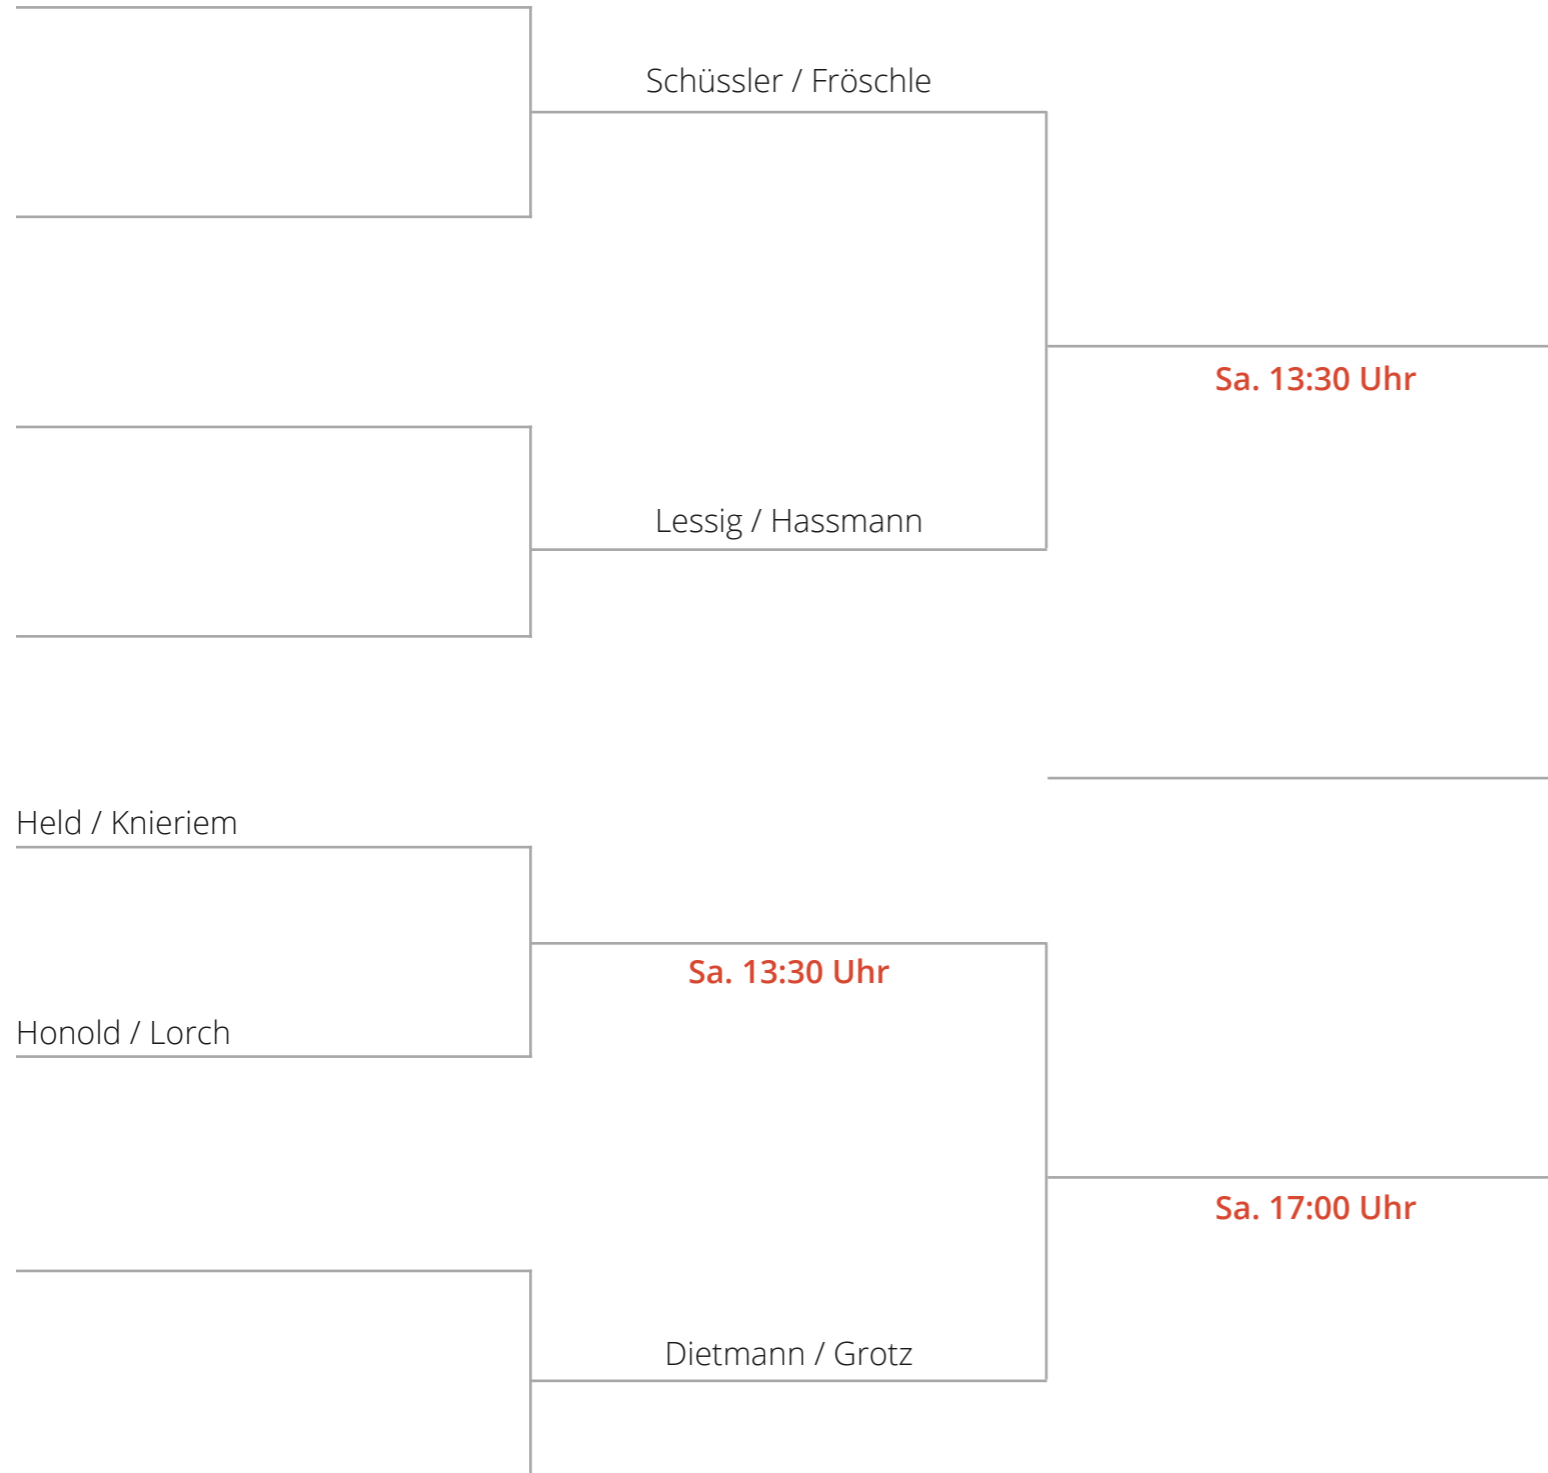 Schüssler / Fröschle
Sa. 13:30 Uhr
Lessig / Hassmann
Held / Knieriem
Sa. 13:30 Uhr
Honold / Lorch
Sa. 17:00 Uhr
Dietmann / Grotz